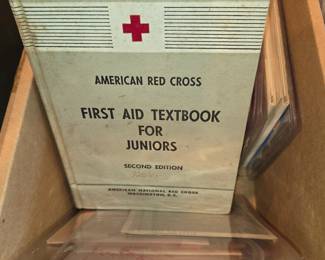 AMERICAN RED CROSS
FIRST AID TEXTBOOK
FOR
JUNIORS
SECOND EDITION
AMERICAN NATIONAL RED CROSS
WASHINGTON, D. C.